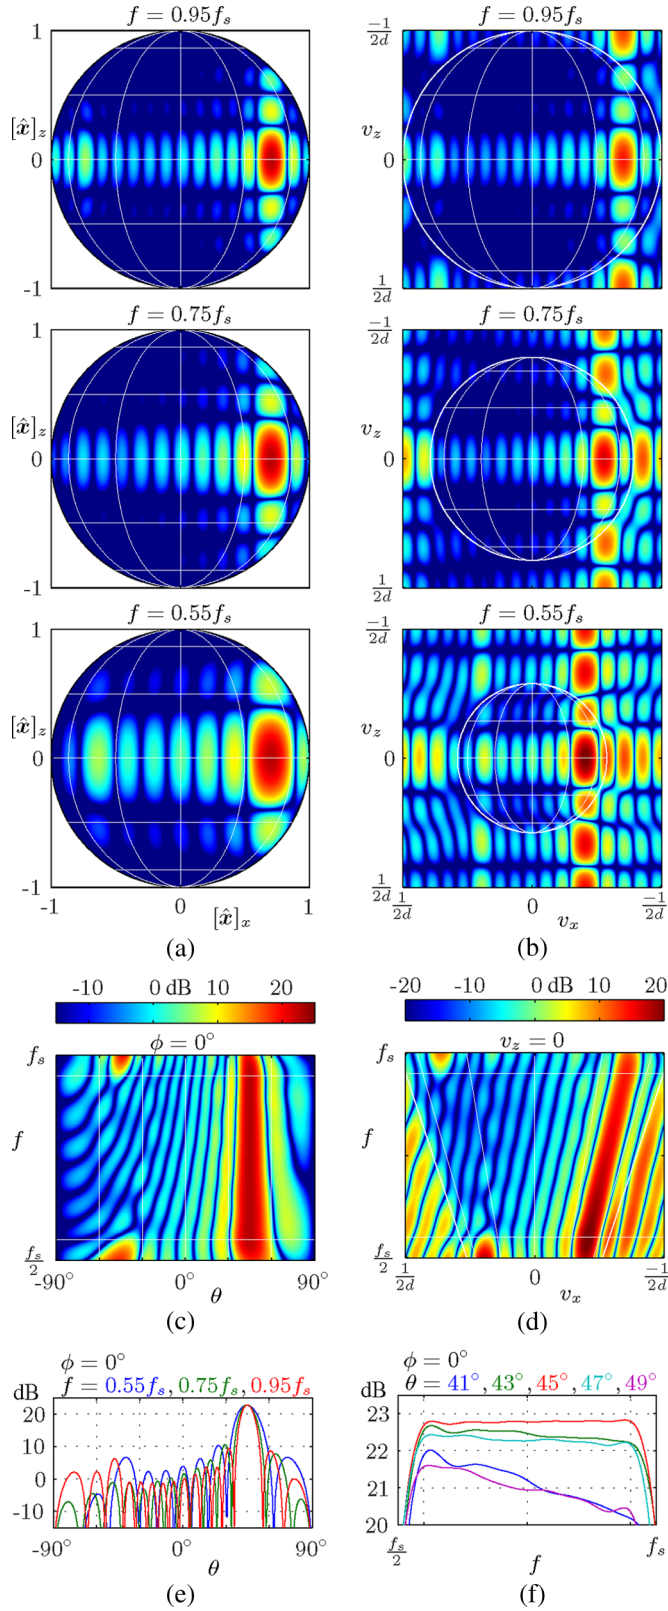 f = 0.95f_s f = 0.95f_s
1 -1/2d
[x̂]_z 0 v_z 0
-1 1/2d
f = 0.75f_s f = 0.75f_s
1 -1/2d
[x̂]_z 0 v_z 0
-1 1/2d
f = 0.55f_s f = 0.55f_s
1 -1/2d
[x̂]_z 0 v_z 0
-1 1/2d
-1 0 1 1/2d 0 -1/2d
[x̂]_x v_x
(a) (b)
-10 0 dB 10 20 -20 -10 0 dB 10 20
ϕ = 0° v_z = 0
f_s f_s
f f
f_s/2 f_s/2
-90° 0° 90° 1/2d 0 -1/2d
θ v_x
(c) (d)
ϕ = 0° ϕ = 0°
f = 0.55f_s, 0.75f_s, 0.95f_s θ = 41°, 43°, 45°, 47°, 49°
dB dB
20 23
10 22
0 21
-10 20
-90° 0° 90° f_s/2 f_s
θ f
(e) (f)